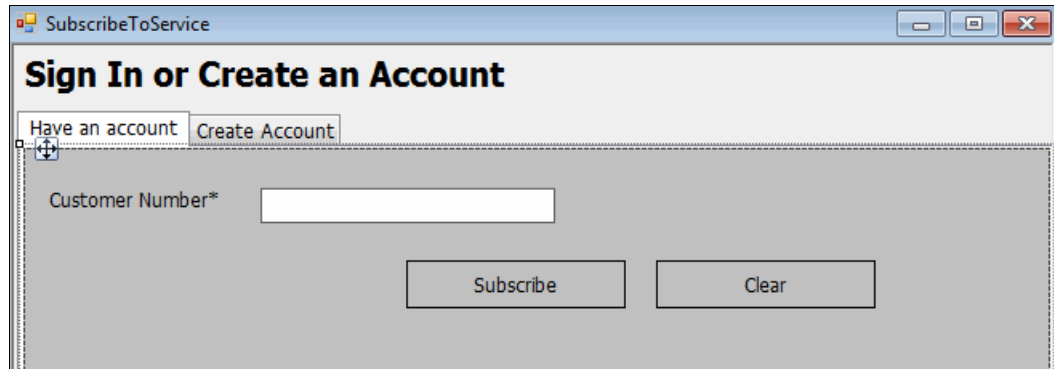 SubscribeToService
Sign In or Create an Account
Have an account Create Account
Customer Number*
Subscribe Clear